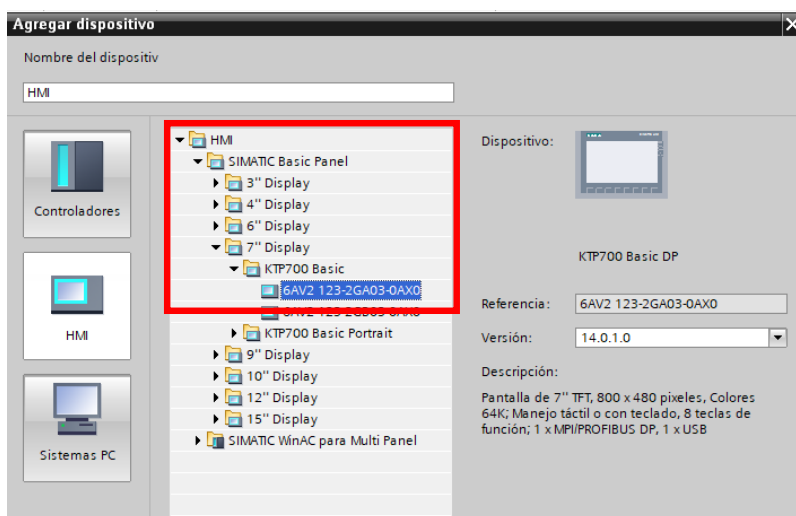 Agregar dispositivo
Nombre del dispositiv
HMI
Controladores
HMI
Sistemas PC
HMI
SIMATIC Basic Panel
3'' Display
4'' Display
6'' Display
7'' Display
KTP700 Basic
6AV2 123-2GA03-0AX0
6AV2 123-2GB03-0AX0
KTP700 Basic Portrait
9'' Display
10'' Display
12'' Display
15'' Display
SIMATIC WinAC para Multi Panel
Dispositivo:
KTP700 Basic DP
Referencia: 6AV2 123-2GA03-0AX0
Versión: 14.0.1.0
Descripción:
Pantalla de 7'' TFT, 800 x 480 pixeles, Colores
64K; Manejo táctil o con teclado, 8 teclas de
función; 1 x MPI/PROFIBUS DP, 1 x USB